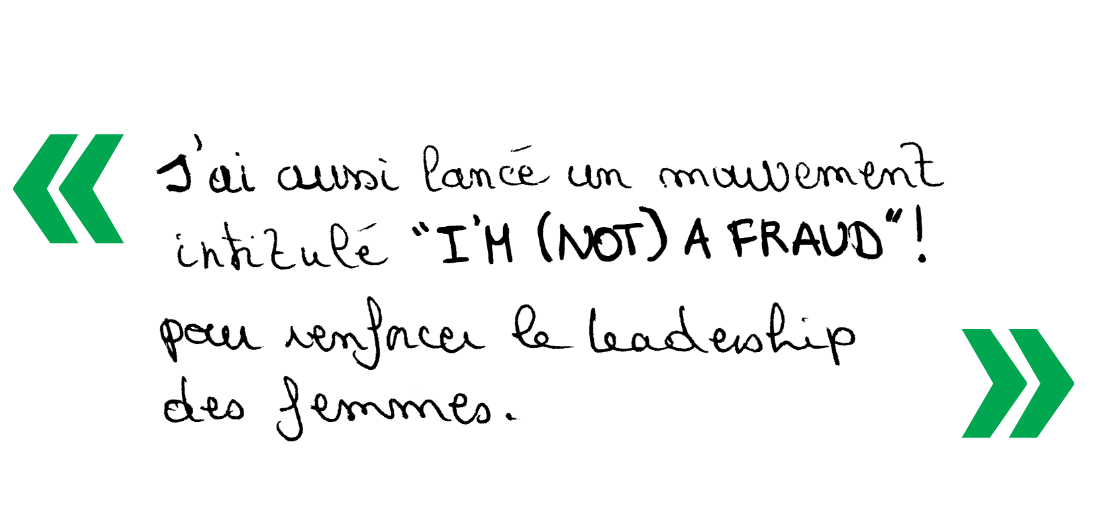 « J'ai aussi lancé un mouvement
intitulé "I'M (NOT) A FRAUD"!
pour renforcer le leadership
des femmes. »